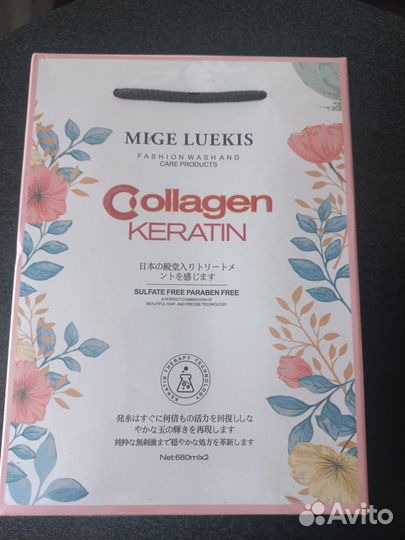 MIGE LUEKIS
FASHION WASH AND
CARE PRODUCTS
Collagen
KERATIN
日本の殿堂入りトリートメ
ントを感じます
SULFATE FREE PARABEN FREE
A PERFECT COMBINATION OF
BEAUTIFUL HAIR AND PRECISE TECHNOLOGY
KERATIN THERAPY TECHNOLOGY
発糸はすぐに何倍もの活力を回復ししな
やかな玉の輝きを再現します
純粋な無刺激まで穏やかな処方を革新します
Net:680mlx2
Avito